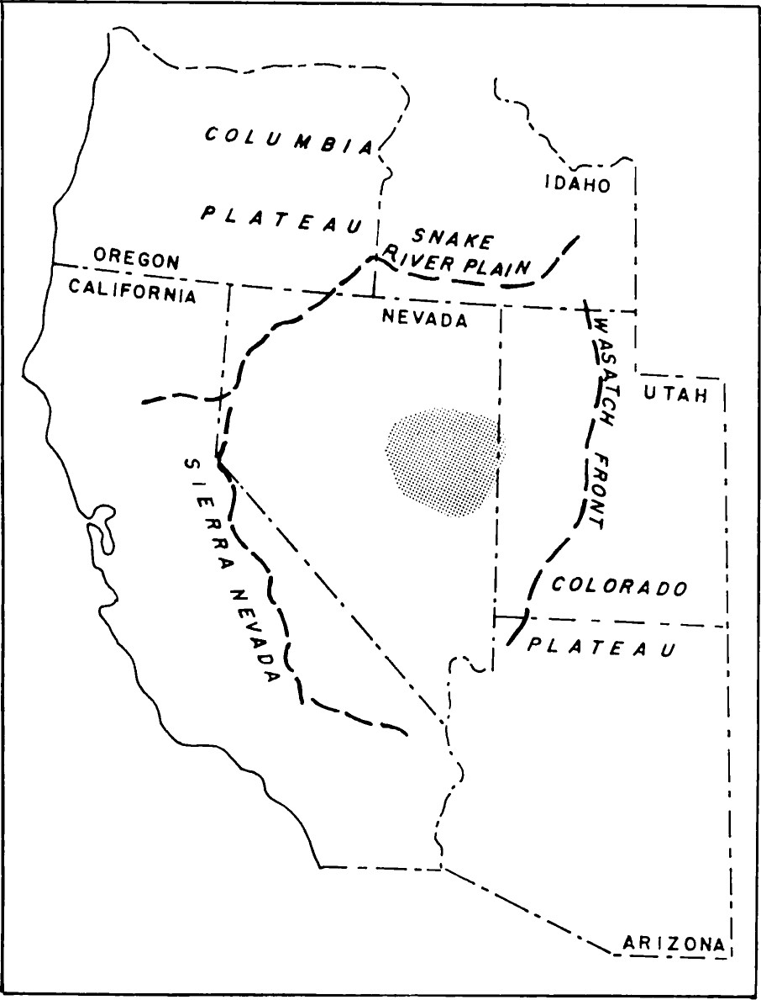 COLUMBIA
PLATEAU
IDAHO
SNAKE
RIVER PLAIN
OREGON
CALIFORNIA
NEVADA
WASATCH FRONT
UTAH
SIERRA NEVADA
COLORADO
PLATEAU
ARIZONA